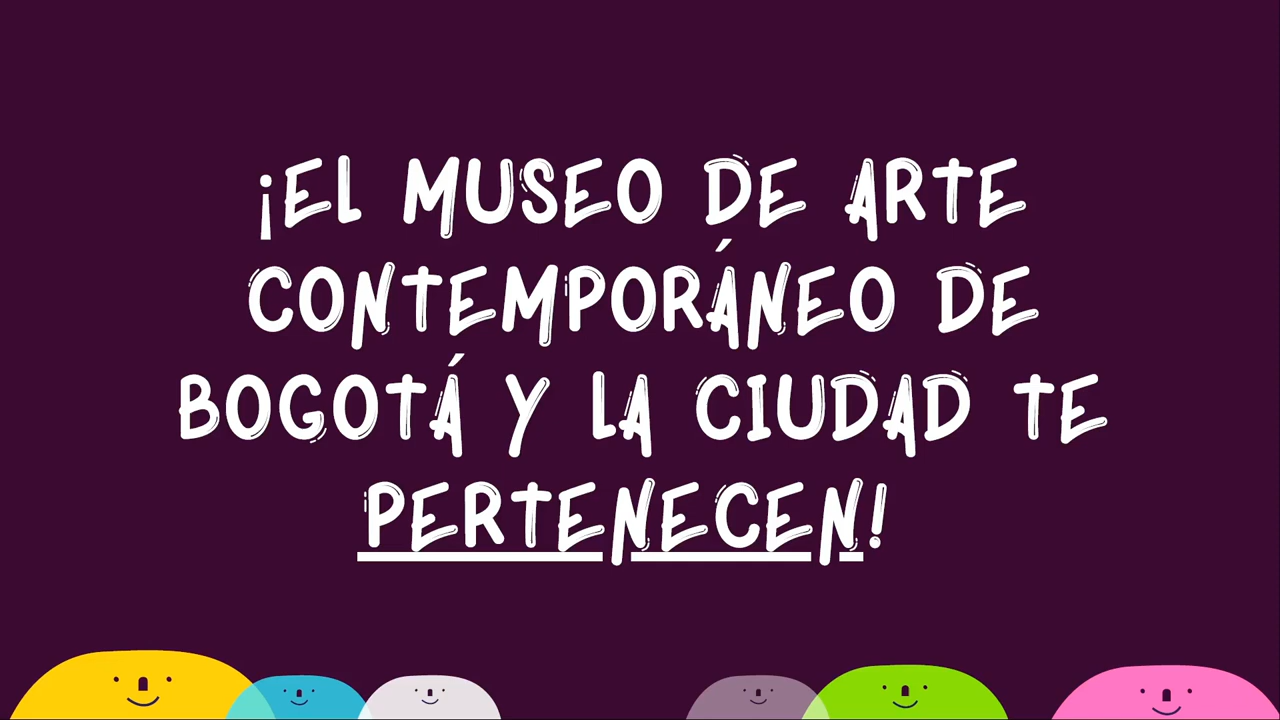 ¡EL MUSEO DE ARTE
CONTEMPORÁNEO DE
BOGOTÁ Y LA CIUDAD TE
PERTENECEN!